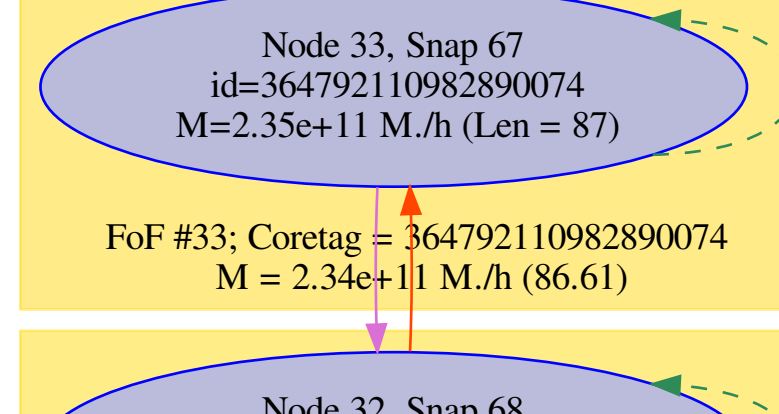 Node 33, Snap 67
id=364792110982890074
M=2.35e+11 M./h (Len = 87)
FoF #33; Coretag = 364792110982890074
M = 2.34e+11 M./h (86.61)
Node 32, Snap 68